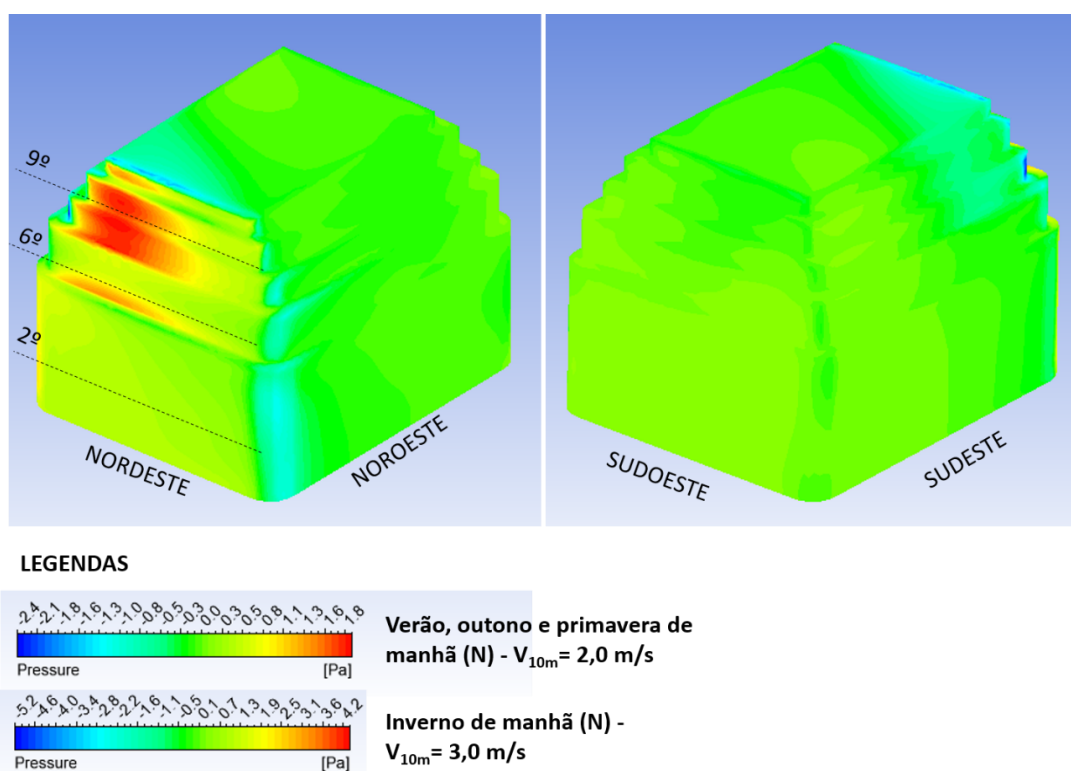 9º
6º
2º
NORDESTE
NOROESTE
SUDOESTE
SUDESTE
LEGENDAS
-2.4 -2.1 -1.8 -1.6 -1.3 -1.0 -0.8 -0.5 -0.3 0.0 0.3 0.5 0.8 1.1 1.3 1.6 1.8
Pressure [Pa]
Verão, outono e primavera de
manhã (N) - V10m= 2,0 m/s
-5.2 -4.6 -4.0 -3.4 -2.8 -2.2 -1.6 -1.1 -0.5 0.1 0.7 1.3 1.9 2.5 3.1 3.6 4.2
Pressure [Pa]
Inverno de manhã (N) -
V10m= 3,0 m/s